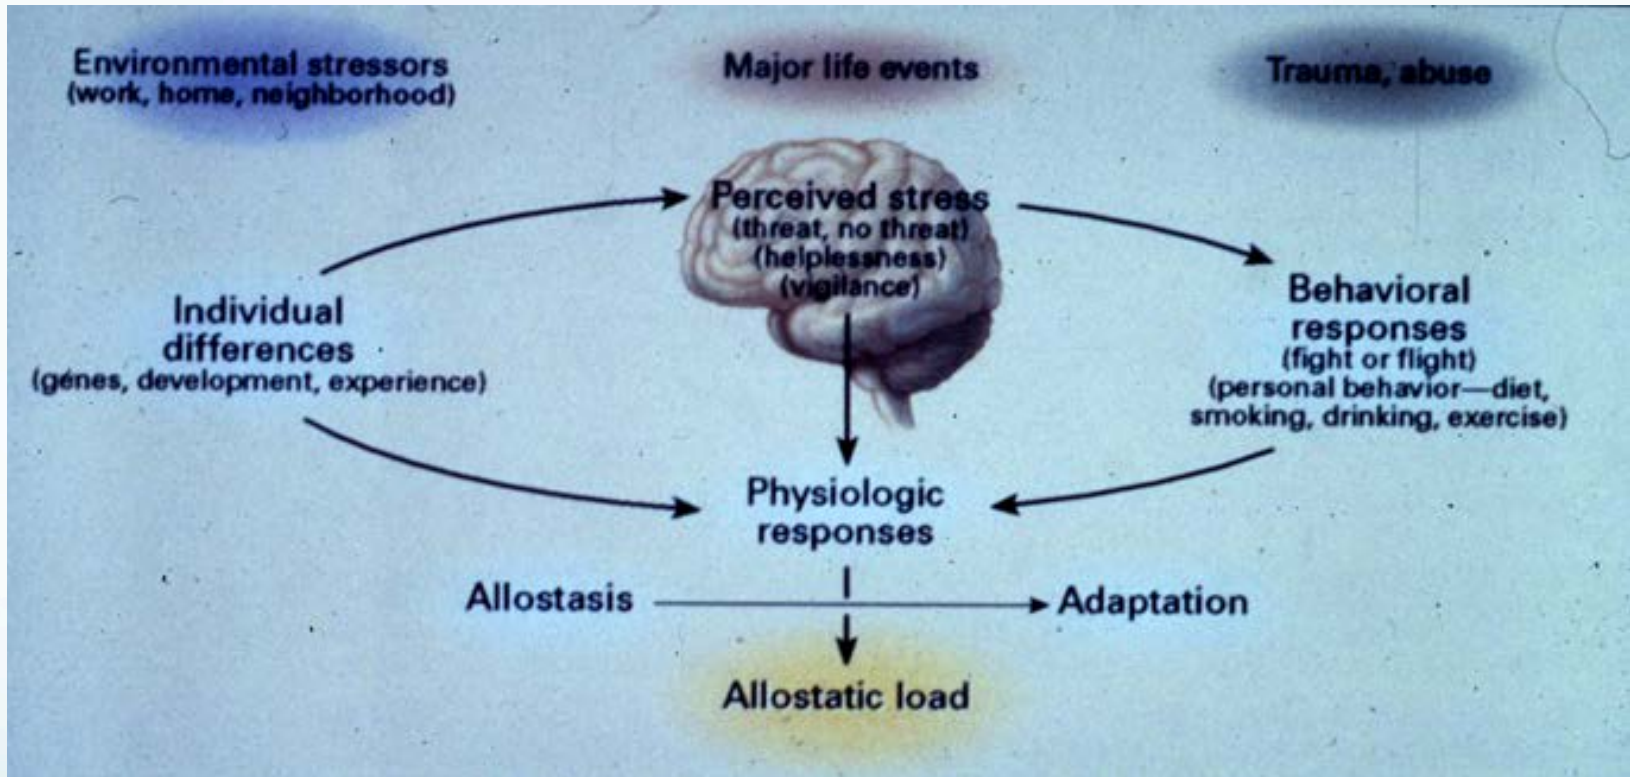 Environmental stressors
(work, home, neighborhood)
Major life events
Trauma, abuse
Perceived stress
(threat, no threat)
(helplessness)
(vigilance)
Individual
differences
(genes, development, experience)
Behavioral
responses
(fight or flight)
(personal behavior—diet,
smoking, drinking, exercise)
Physiologic
responses
Allostasis
Adaptation
Allostatic load